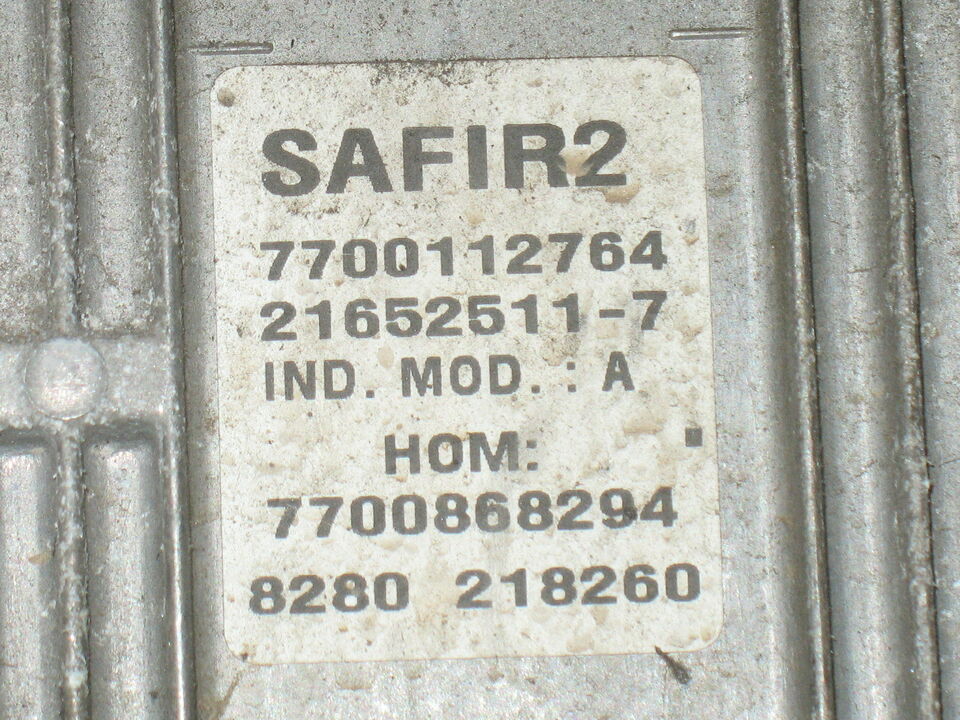 SAFIR2
7700112764
21652511-7
IND. MOD. : A
HOM:
7700868294
8280 218260